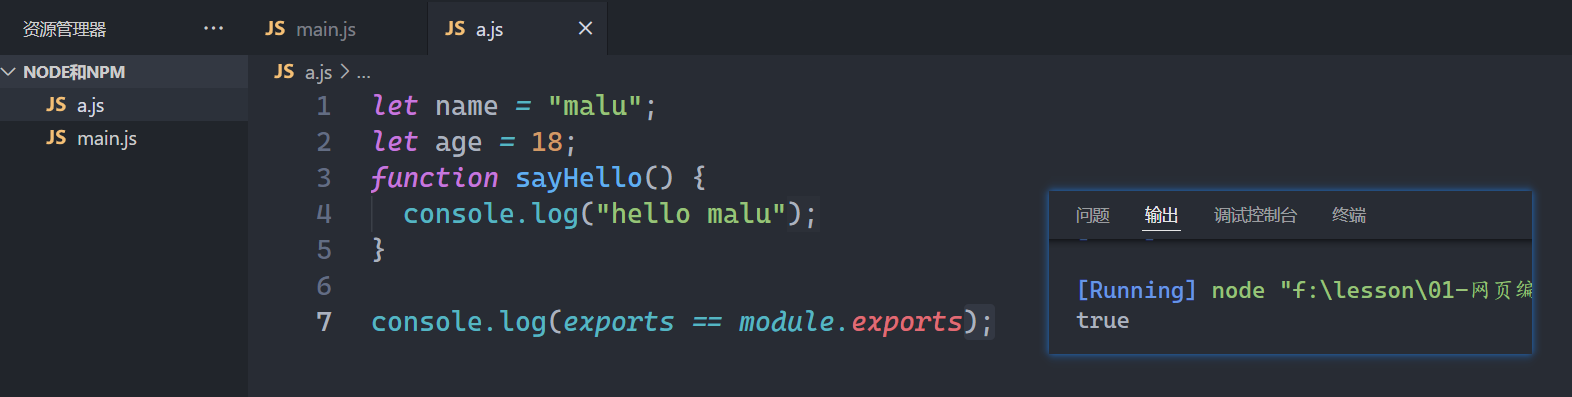 资源管理器 ...
JS main.js
JS a.js ×
NODE和NPM
JS a.js
JS main.js
JS a.js > ...
1 let name = "malu";
2 let age = 18;
3 function sayHello() {
4 console.log("hello malu");
5 }
6
7 console.log(exports == module.exports);
问题 输出 调试控制台 终端
[Running] node "f:\lesson\01-网页编
true